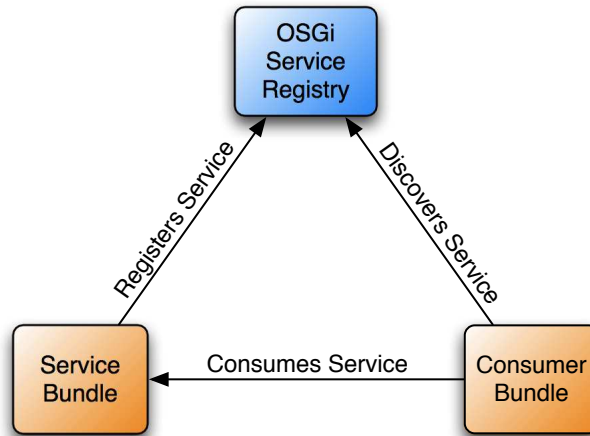 OSGi
Service
Registry
Registers Service
Discovers Service
Service
Bundle
Consumes Service
Consumer
Bundle